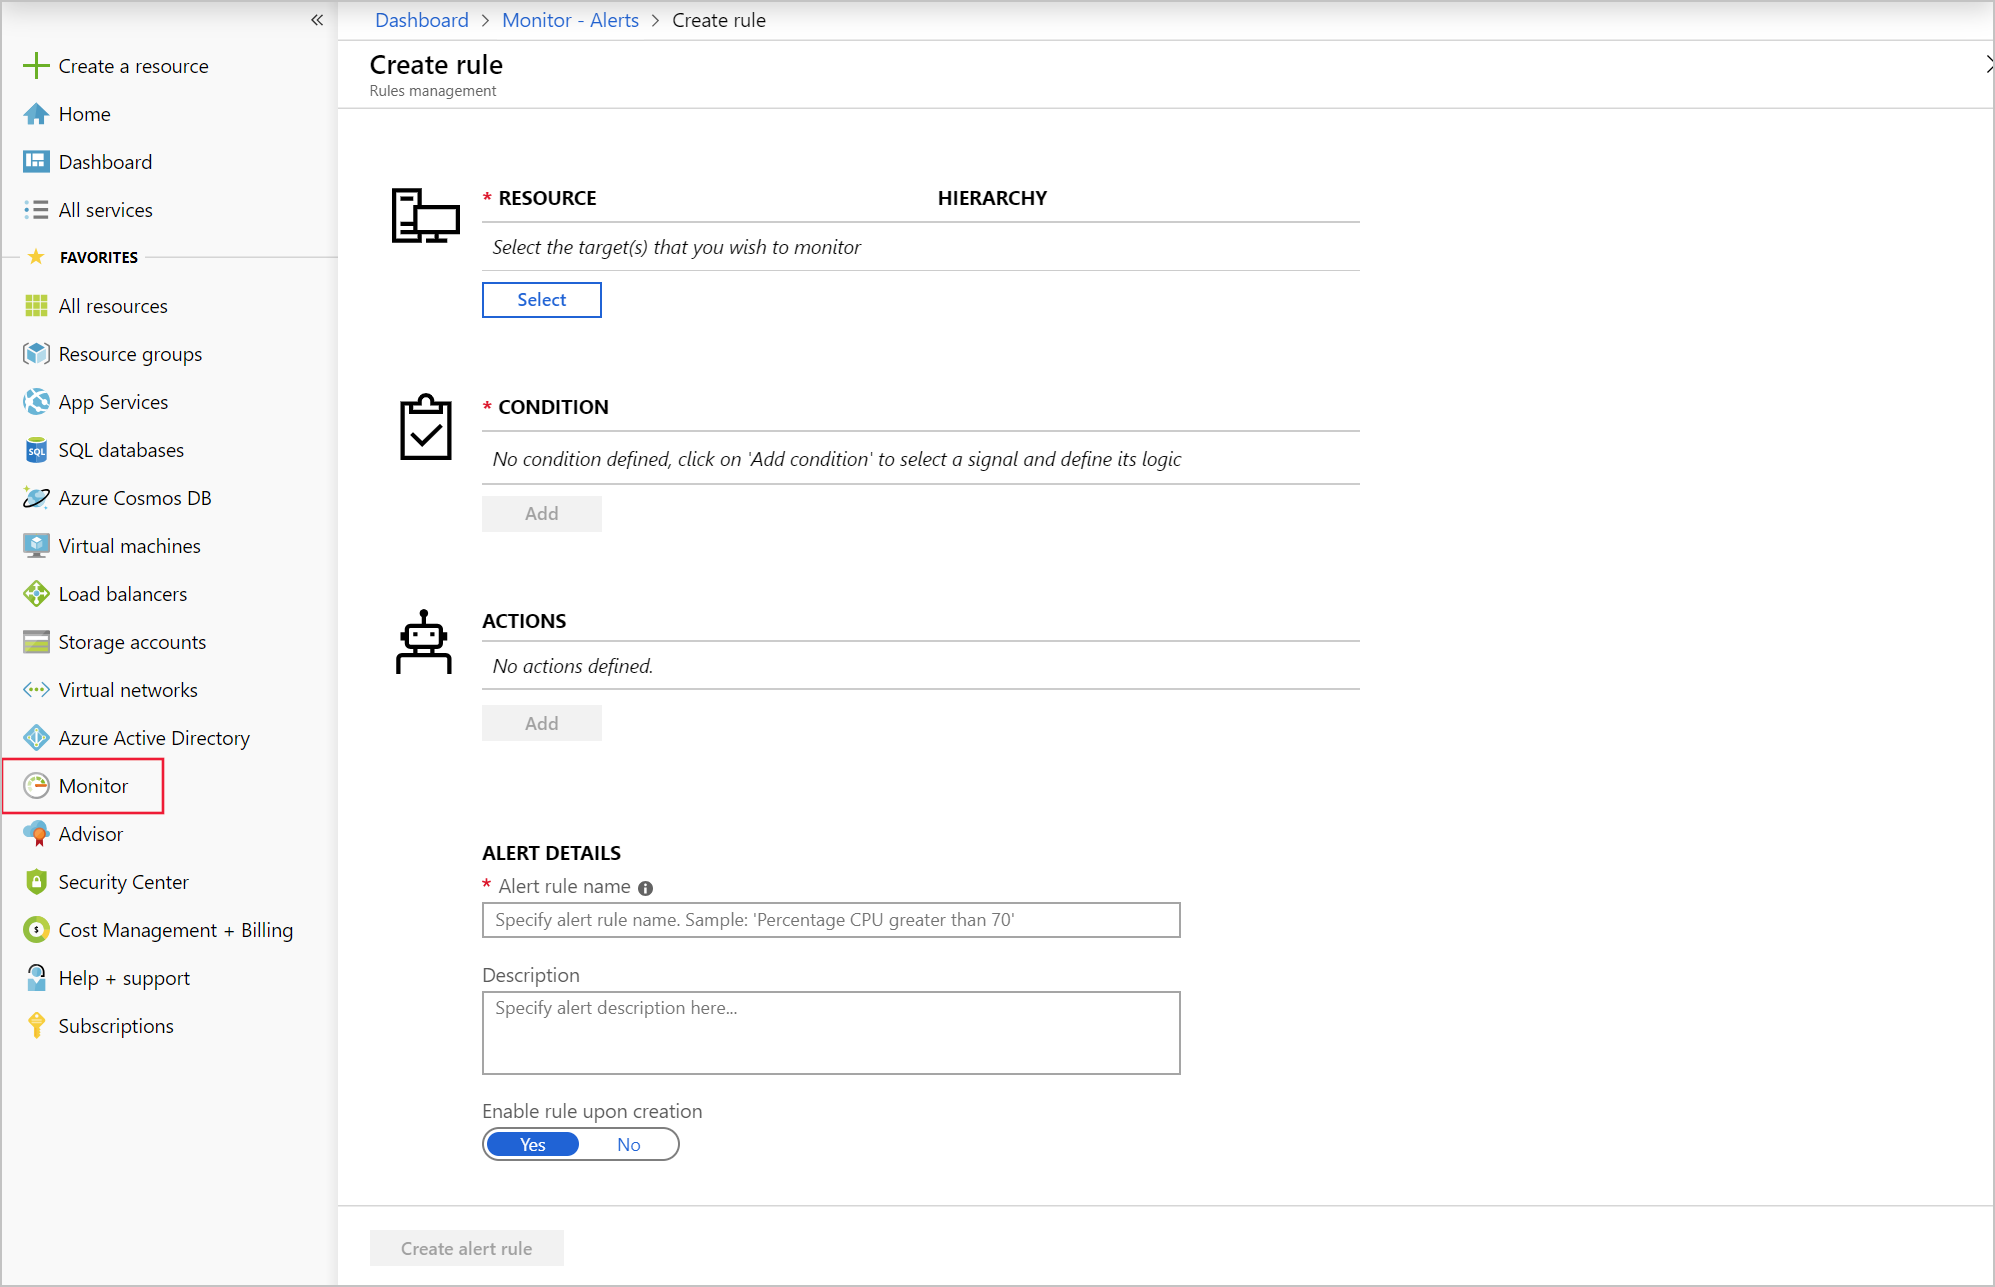 «
Dashboard > Monitor - Alerts > Create rule
Create a resource
Home
Dashboard
All services
FAVORITES
All resources
Resource groups
App Services
SQL
SQL databases
Azure Cosmos DB
Virtual machines
Load balancers
Storage accounts
Virtual networks
Azure Active Directory
Monitor
Advisor
Security Center
$
Cost Management + Billing
Help + support
Subscriptions
Create rule
Rules management
* RESOURCE HIERARCHY
Select the target(s) that you wish to monitor
Select
* CONDITION
No condition defined, click on 'Add condition' to select a signal and define its logic
Add
ACTIONS
No actions defined.
Add
ALERT DETAILS
* Alert rule name
Specify alert rule name. Sample: 'Percentage CPU greater than 70'
Description
Specify alert description here...
Enable rule upon creation
Yes No
Create alert rule